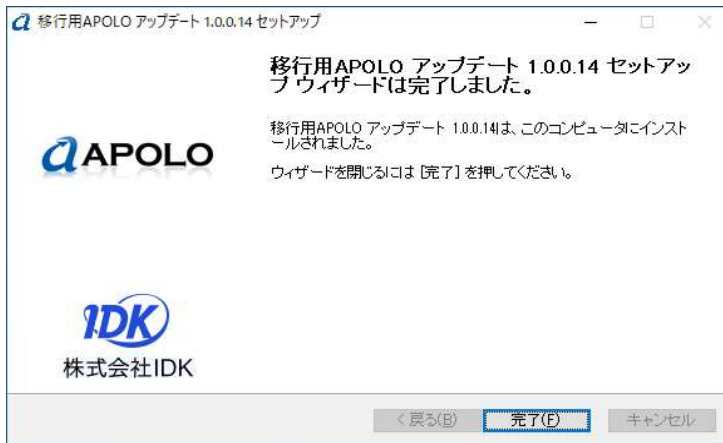 移行用APOLO アップデート 1.0.0.14 セットアップ
移行用APOLO アップデート 1.0.0.14 セットアッ
プ ウィザードは完了しました。
移行用APOLO アップデート 1.0.0.14は、このコンピュータにインスト
ールされました。
ウィザードを閉じるには [完了] を押してください。
APOLO
IDK
株式会社IDK
< 戻る(B)
完了(F)
キャンセル